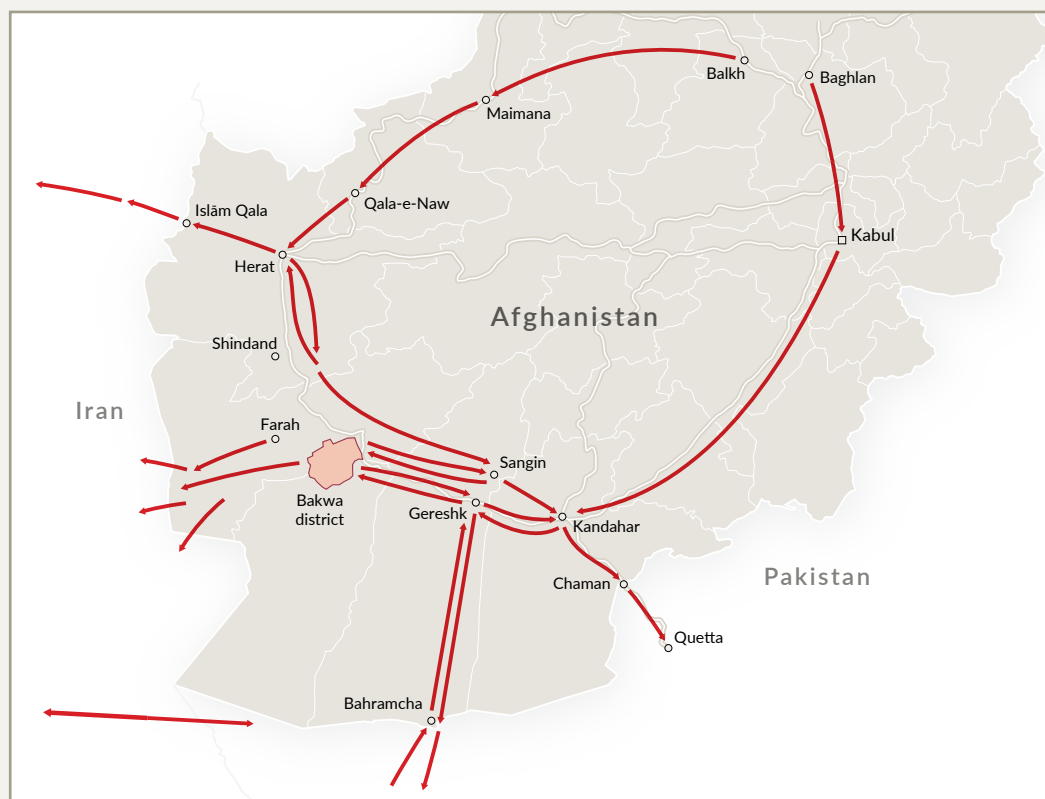 Balkh
Baghlan
Maimana
Qala-e-Naw
Islām Qala
Kabul
Herat
Afghanistan
Shindand
Iran
Farah
Sangin
Bakwa
district
Gereshk
Kandahar
Chaman
Pakistan
Quetta
Bahramcha